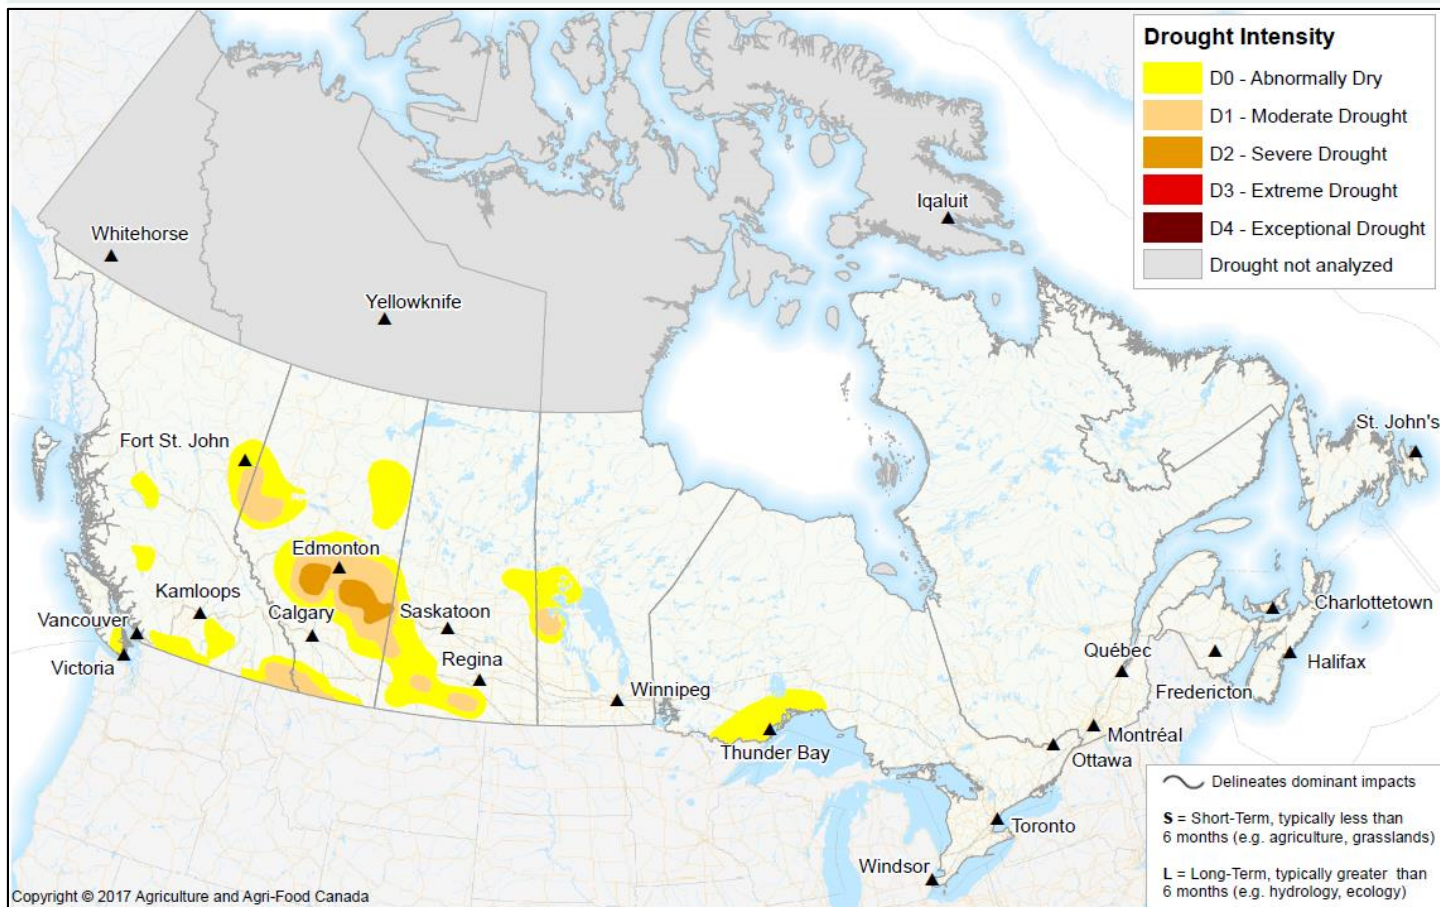 Drought Intensity
D0 - Abnormally Dry
D1 - Moderate Drought
D2 - Severe Drought
D3 - Extreme Drought
D4 - Exceptional Drought
Drought not analyzed
Iqaluit
Whitehorse
Yellowknife
St. John's
Fort St. John
Edmonton
Kamloops
Calgary
Saskatoon
Vancouver
Charlottetown
Victoria
Regina
Québec
Halifax
Winnipeg
Fredericton
Montréal
Thunder Bay
Ottawa
Toronto
Windsor
Delineates dominant impacts
S = Short-Term, typically less than
6 months (e.g. agriculture, grasslands)
L = Long-Term, typically greater than
6 months (e.g. hydrology, ecology)
Copyright © 2017 Agriculture and Agri-Food Canada